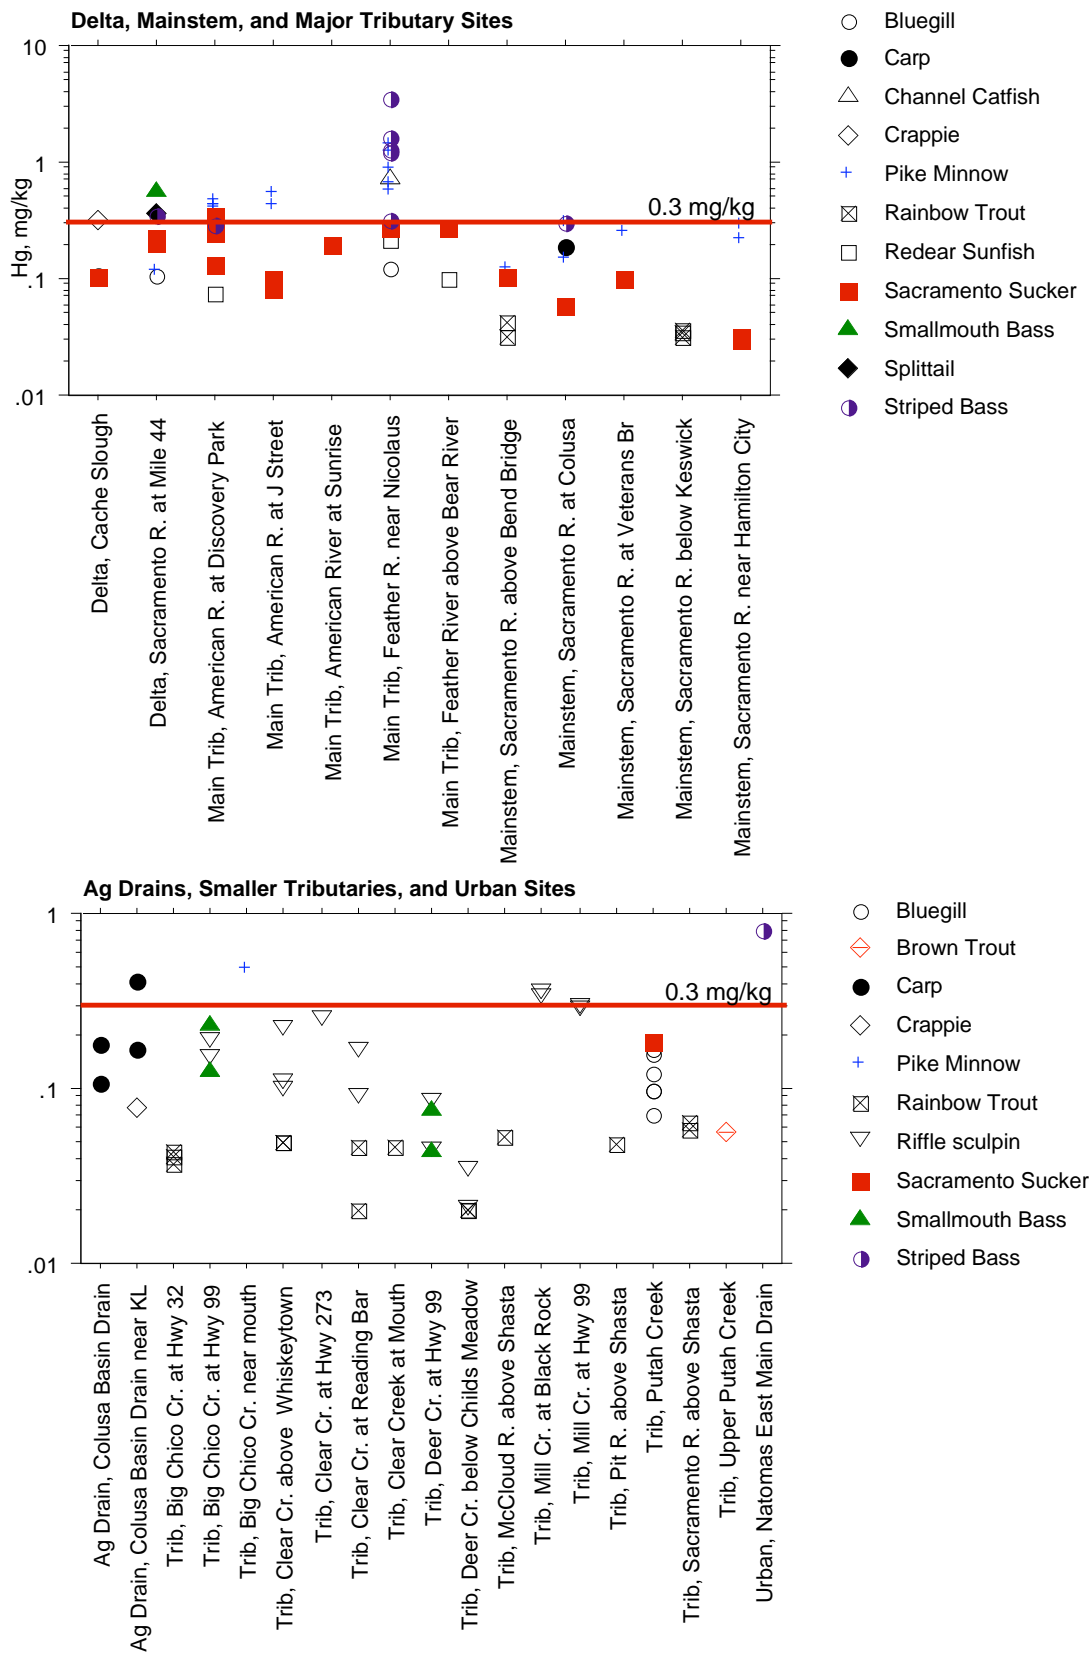 Delta, Mainstem, and Major Tributary Sites
10
1
.1
.01
Hg, mg/kg
0.3 mg/kg
Bluegill
Carp
Channel Catfish
Crappie
Pike Minnow
Rainbow Trout
Redear Sunfish
Sacramento Sucker
Smallmouth Bass
Splittail
Striped Bass
Delta, Cache Slough
Delta, Sacramento R. at Mile 44
Main Trib, American R. at Discovery Park
Main Trib, American R. at J Street
Main Trib, American River at Sunrise
Main Trib, Feather R. near Nicolaus
Main Trib, Feather River above Bear River
Mainstem, Sacramento R. above Bend Bridge
Mainstem, Sacramento R. at Colusa
Mainstem, Sacramento R. at Veterans Br
Mainstem, Sacramento R. below Keswick
Mainstem, Sacramento R. near Hamilton City
Ag Drains, Smaller Tributaries, and Urban Sites
1
.1
.01
0.3 mg/kg
Bluegill
Brown Trout
Carp
Crappie
Pike Minnow
Rainbow Trout
Riffle sculpin
Sacramento Sucker
Smallmouth Bass
Striped Bass
Ag Drain, Colusa Basin Drain
Ag Drain, Colusa Basin Drain near KL
Trib, Big Chico Cr. at Hwy 32
Trib, Big Chico Cr. at Hwy 99
Trib, Big Chico Cr. near mouth
Trib, Clear Cr. above Whiskeytown
Trib, Clear Cr. at Hwy 273
Trib, Clear Cr. at Reading Bar
Trib, Clear Creek at Mouth
Trib, Deer Cr. at Hwy 99
Trib, Deer Cr. below Childs Meadow
Trib, McCloud R. above Shasta
Trib, Mill Cr. at Black Rock
Trib, Mill Cr. at Hwy 99
Trib, Pit R. above Shasta
Trib, Putah Creek
Trib, Sacramento R. above Shasta
Trib, Upper Putah Creek
Urban, Natomas East Main Drain